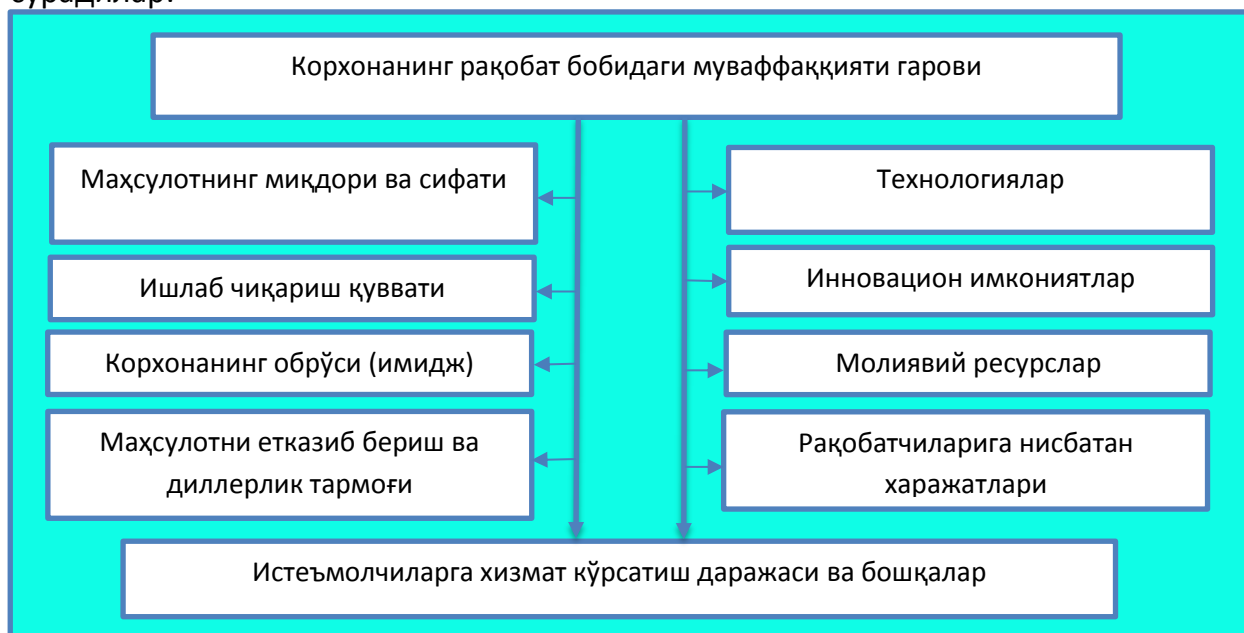 сурадилар.
Корхонанинг рақобат бобидаги муваффаққияти гарови
Маҳсулотнинг миқдори ва сифати
Ишлаб чиқариш қуввати
Корхонанинг обрўси (имидж)
Маҳсулотни етказиб бериш ва
диллерлик тармоғи
Технологиялар
Инновацион имкониятлар
Молиявий ресурслар
Рақобатчиларига нисбатан
харажатлари
Истеъмолчиларга хизмат кўрсатиш даражаси ва бошқалар